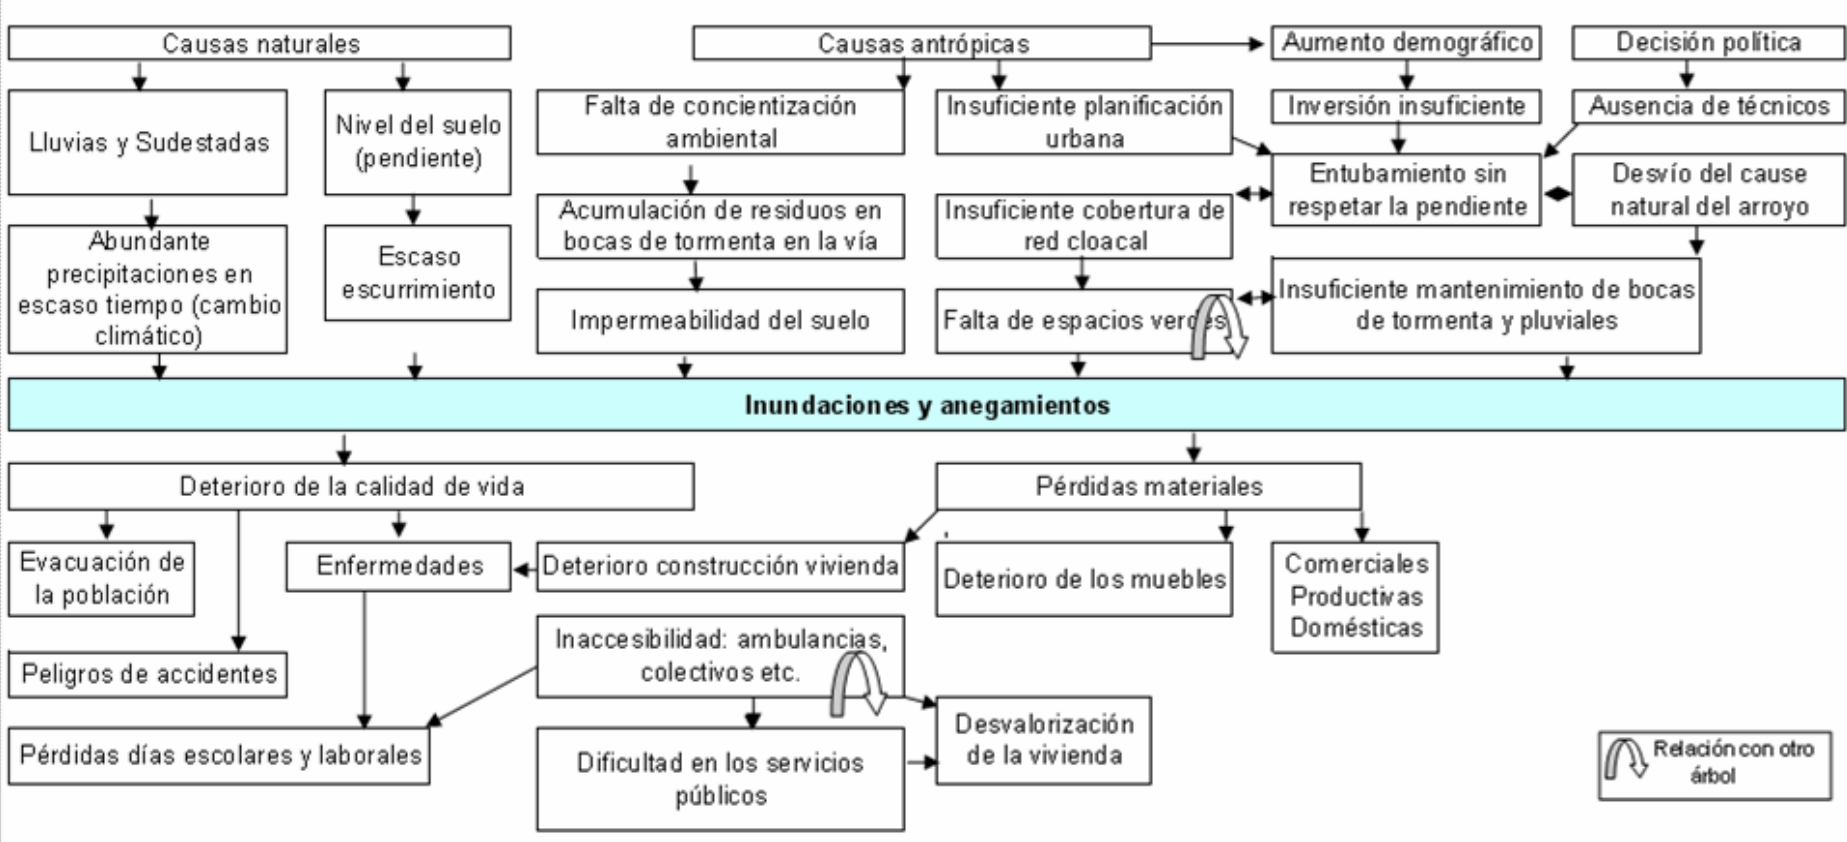 Causas naturales
Causas antrópicas
Aumento demográfico
Decisión política
Lluvias y Sudestadas
Nivel del suelo
(pendiente)
Falta de concientización
ambiental
Insuficiente planificación
urbana
Inversión insuficiente
Ausencia de técnicos
Entubamiento sin
respetar la pendiente
Desvío del cause
natural del arroyo
Abundante
precipitaciones en
escaso tiempo (cambio
climático)
Escaso
escurrimiento
Acumulación de residuos en
bocas de tormenta en la vía
Insuficiente cobertura de
red cloacal
Impermeabilidad del suelo
Falta de espacios verdes
Insuficiente mantenimiento de bocas
de tormenta y pluviales
Inundaciones y anegamientos
Deterioro de la calidad de vida
Pérdidas materiales
Evacuación de
la población
Enfermedades
Deterioro construcción vivienda
Deterioro de los muebles
Comerciales
Productivas
Domésticas
Peligros de accidentes
Inaccesibilidad: ambulancias,
colectivos etc.
Pérdidas días escolares y laborales
Dificultad en los servicios
públicos
Desvalorización
de la vivienda
Relación con otro
árbol